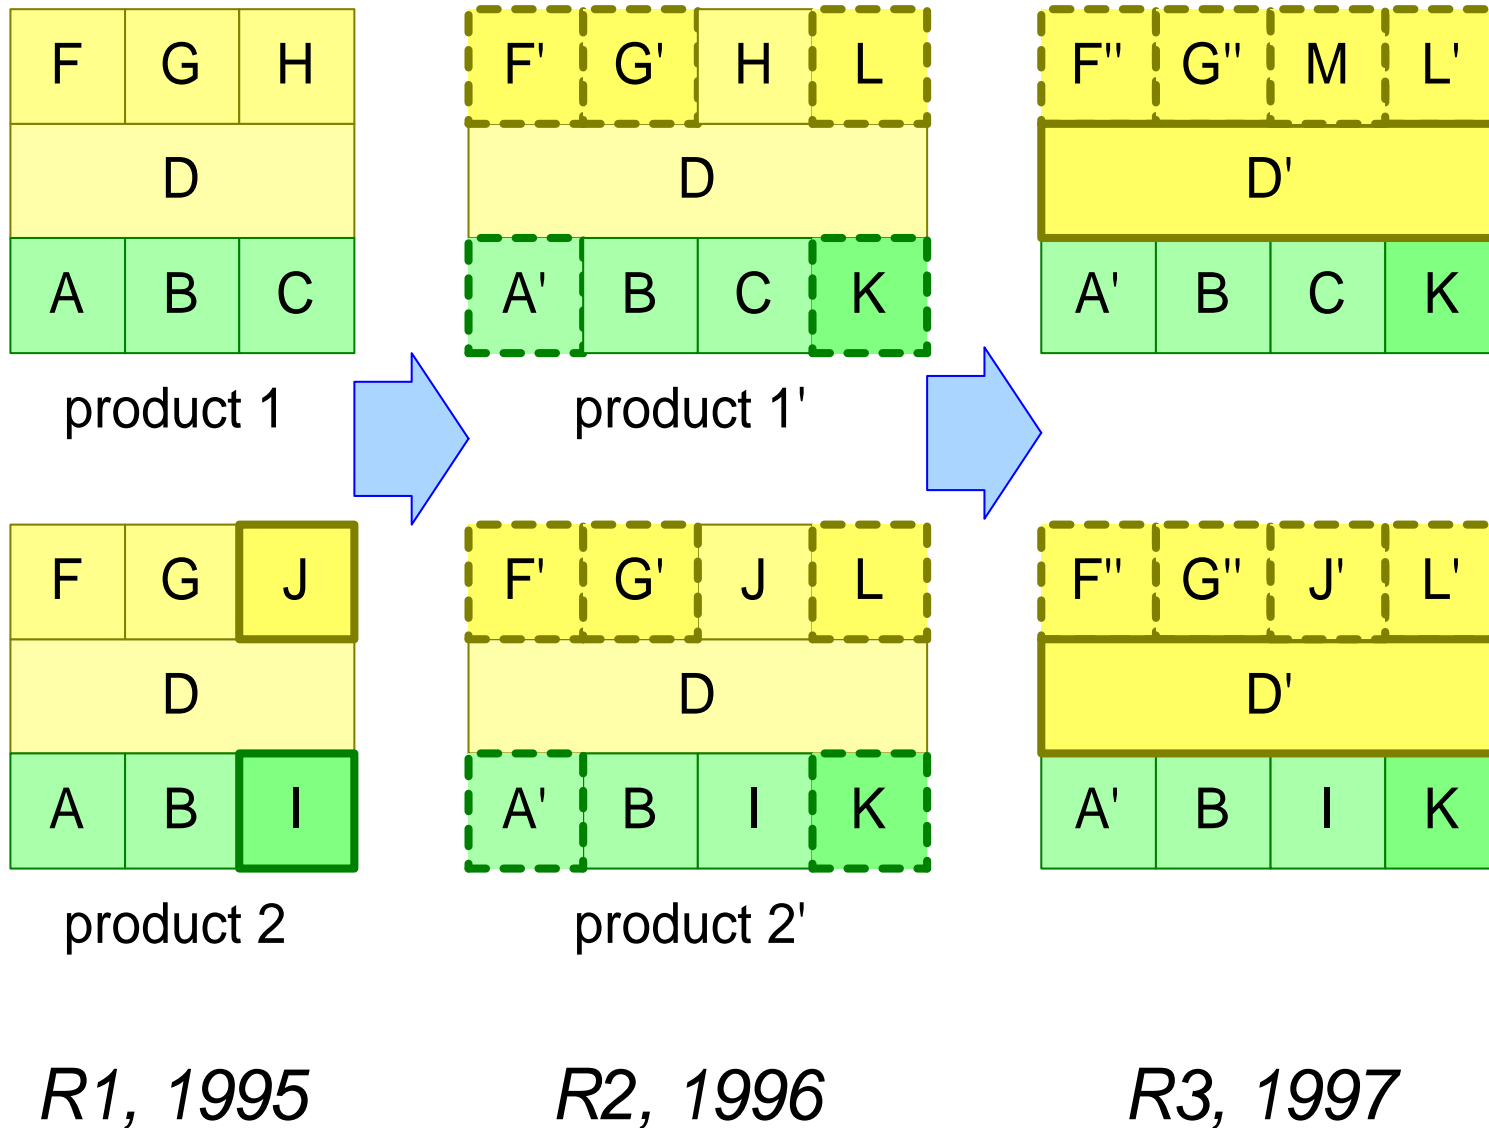 F G H
D
A B C
product 1
F' G' H L
D
A' B C K
product 1'
F'' G'' M L'
D'
A' B C K
F G J
D
A B I
product 2
F' G' J L
D
A' B I K
product 2'
F'' G'' J' L'
D'
A' B I K
R1, 1995
R2, 1996
R3, 1997